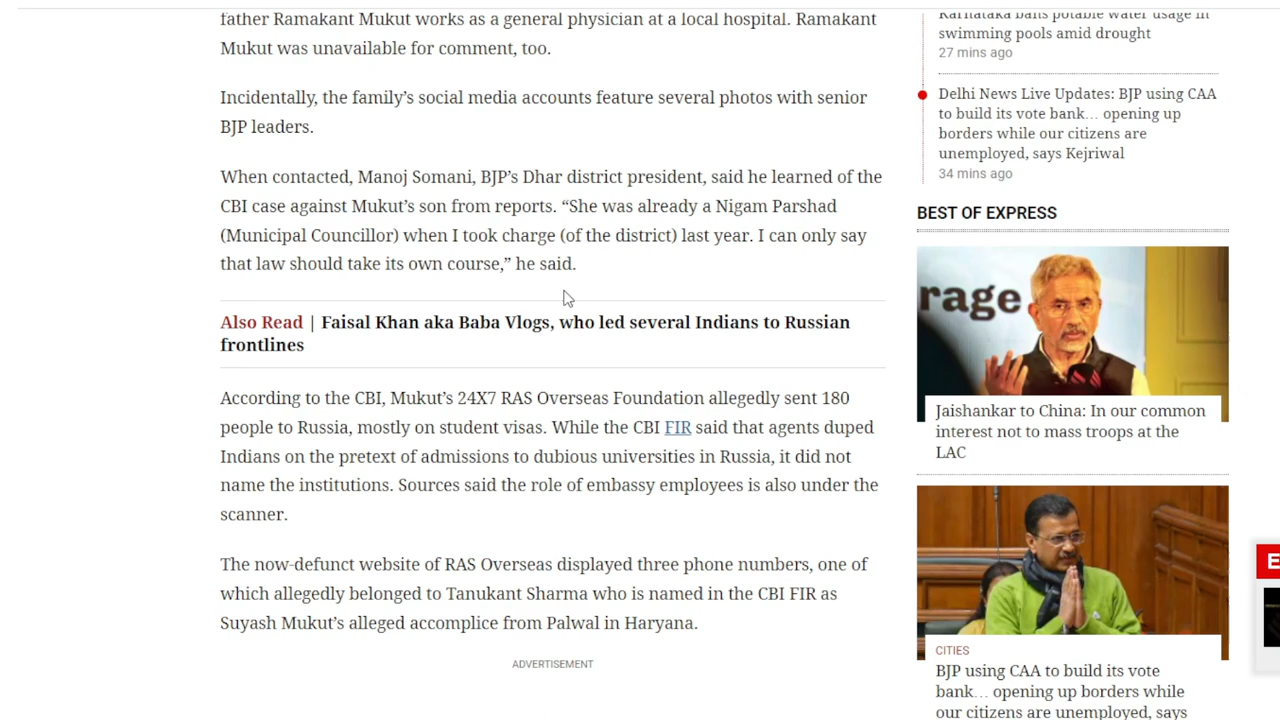 father Ramakant Mukut works as a general physician at a local hospital. Ramakant
Mukut was unavailable for comment, too.
Incidentally, the family’s social media accounts feature several photos with senior
BJP leaders.
When contacted, Manoj Somani, BJP’s Dhar district president, said he learned of the
CBI case against Mukut’s son from reports. “She was already a Nigam Parshad
(Municipal Councillor) when I took charge (of the district) last year. I can only say
that law should take its own course,” he said.
Also Read | Faisal Khan aka Baba Vlogs, who led several Indians to Russian
frontlines
According to the CBI, Mukut’s 24X7 RAS Overseas Foundation allegedly sent 180
people to Russia, mostly on student visas. While the CBI FIR said that agents duped
Indians on the pretext of admissions to dubious universities in Russia, it did not
name the institutions. Sources said the role of embassy employees is also under the
scanner.
The now-defunct website of RAS Overseas displayed three phone numbers, one of
which allegedly belonged to Tanukant Sharma who is named in the CBI FIR as
Suyash Mukut’s alleged accomplice from Palwal in Haryana.
ADVERTISEMENT
Karnataka bans potable water usage in
swimming pools amid drought
27 mins ago
Delhi News Live Updates: BJP using CAA
to build its vote bank… opening up
borders while our citizens are
unemployed, says Kejriwal
34 mins ago
BEST OF EXPRESS
rage
Jaishankar to China: In our common
interest not to mass troops at the
LAC
CITIES
BJP using CAA to build its vote
bank… opening up borders while
our citizens are unemployed, says
E